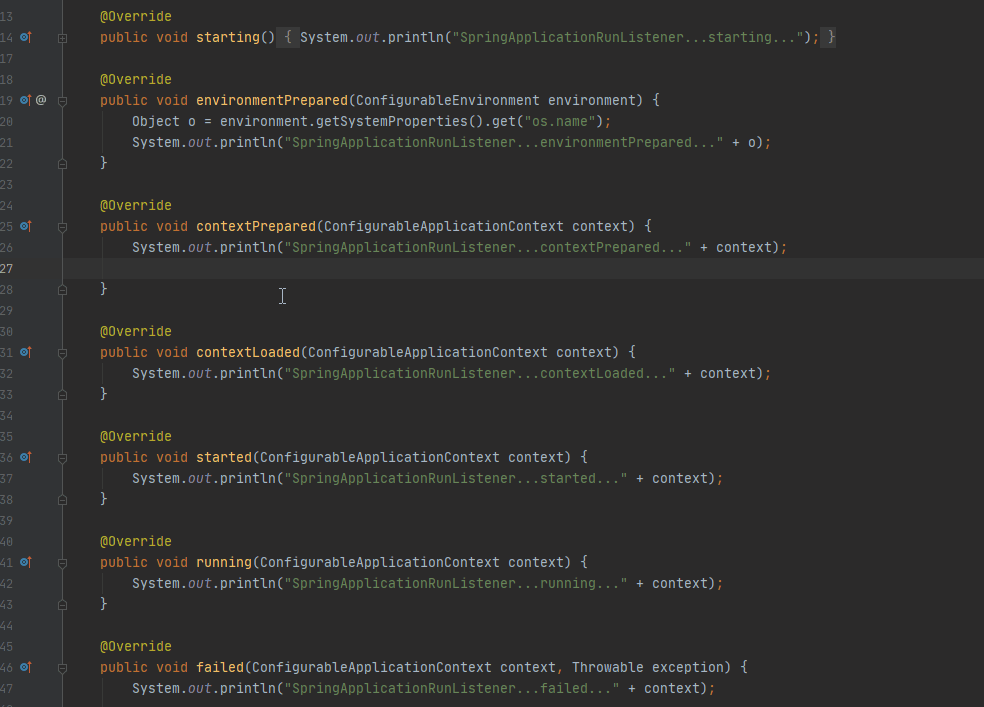 13 @Override
14 public void starting() { System.out.println("SpringApplicationRunListener...starting..."); }
17
18 @Override
19 @ public void environmentPrepared(ConfigurableEnvironment environment) {
20 Object o = environment.getSystemProperties().get("os.name");
21 System.out.println("SpringApplicationRunListener...environmentPrepared..." + o);
22 }
23
24 @Override
25 public void contextPrepared(ConfigurableApplicationContext context) {
26 System.out.println("SpringApplicationRunListener...contextPrepared..." + context);
27
28 }
29
30 @Override
31 public void contextLoaded(ConfigurableApplicationContext context) {
32 System.out.println("SpringApplicationRunListener...contextLoaded..." + context);
33 }
34
35 @Override
36 public void started(ConfigurableApplicationContext context) {
37 System.out.println("SpringApplicationRunListener...started..." + context);
38 }
39
40 @Override
41 public void running(ConfigurableApplicationContext context) {
42 System.out.println("SpringApplicationRunListener...running..." + context);
43 }
44
45 @Override
46 public void failed(ConfigurableApplicationContext context, Throwable exception) {
47 System.out.println("SpringApplicationRunListener...failed..." + context);